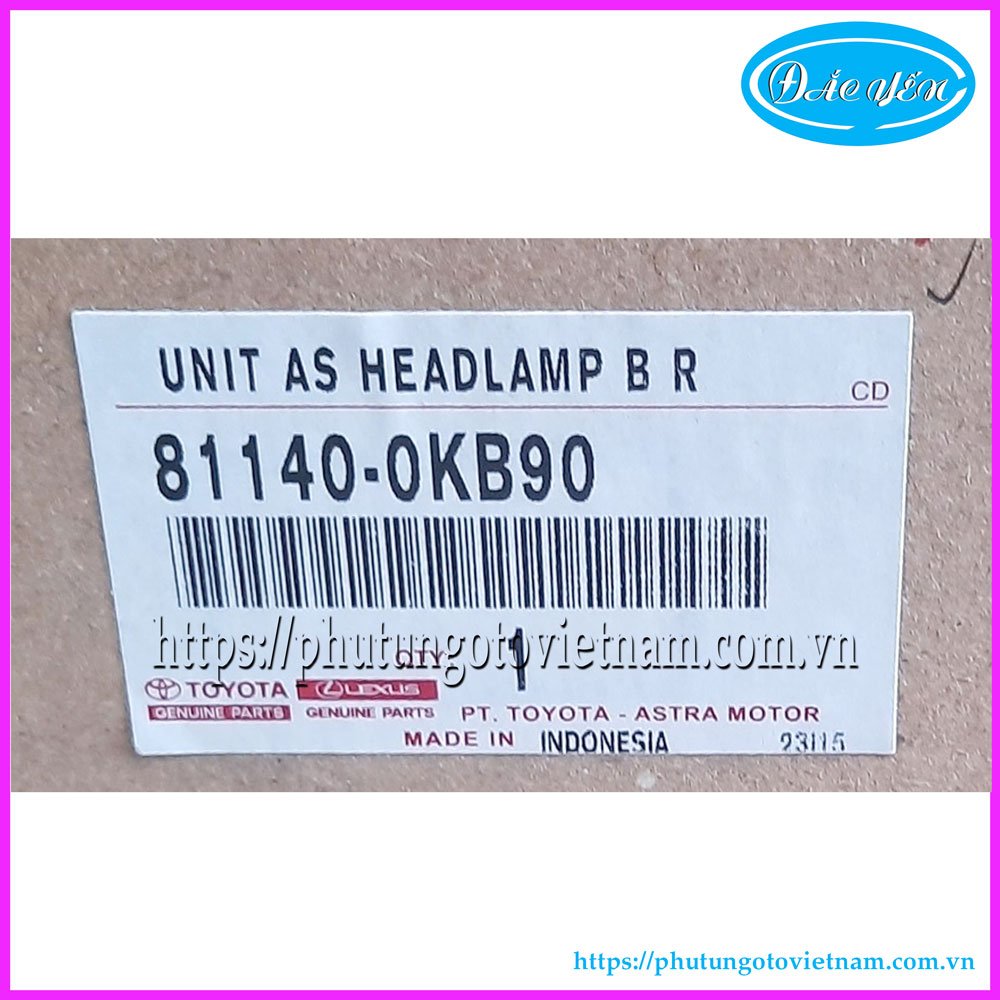 ĐẮC YẾN
UNIT AS HEADLAMP B R
CD
81140-0KB90
https://phutungotovietnam.com.vn
QTY 1
TOYOTA LEXUS
GENUINE PARTS GENUINE PARTS PT. TOYOTA - ASTRA MOTOR
MADE IN INDONESIA 23115
https://phutungotovietnam.com.vn